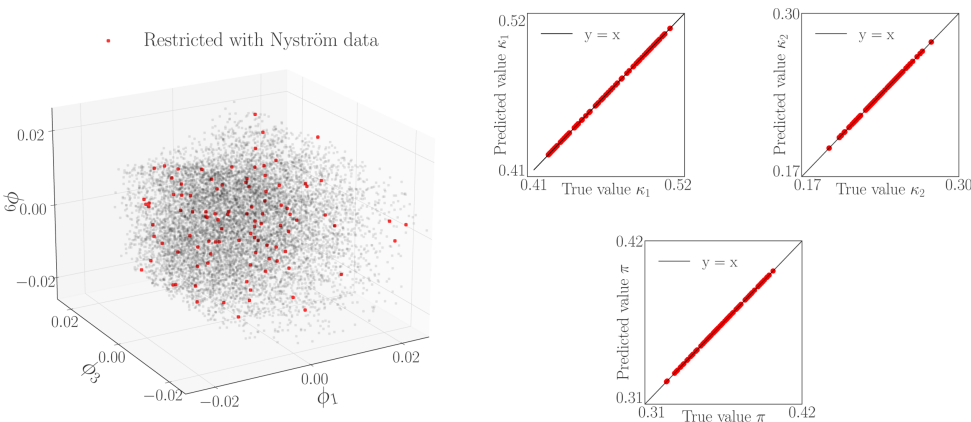 Restricted with Nyström data
0.02
0.00
−0.02
ϕ9
0.02
0.00
−0.02
ϕ3
−0.02
0.00
0.02
ϕ1
0.52
y = x
Predicted value κ1
0.41
0.41
0.52
True value κ1
0.30
y = x
Predicted value κ2
0.17
0.17
0.30
True value κ2
0.42
y = x
Predicted value π
0.31
0.31
0.42
True value π